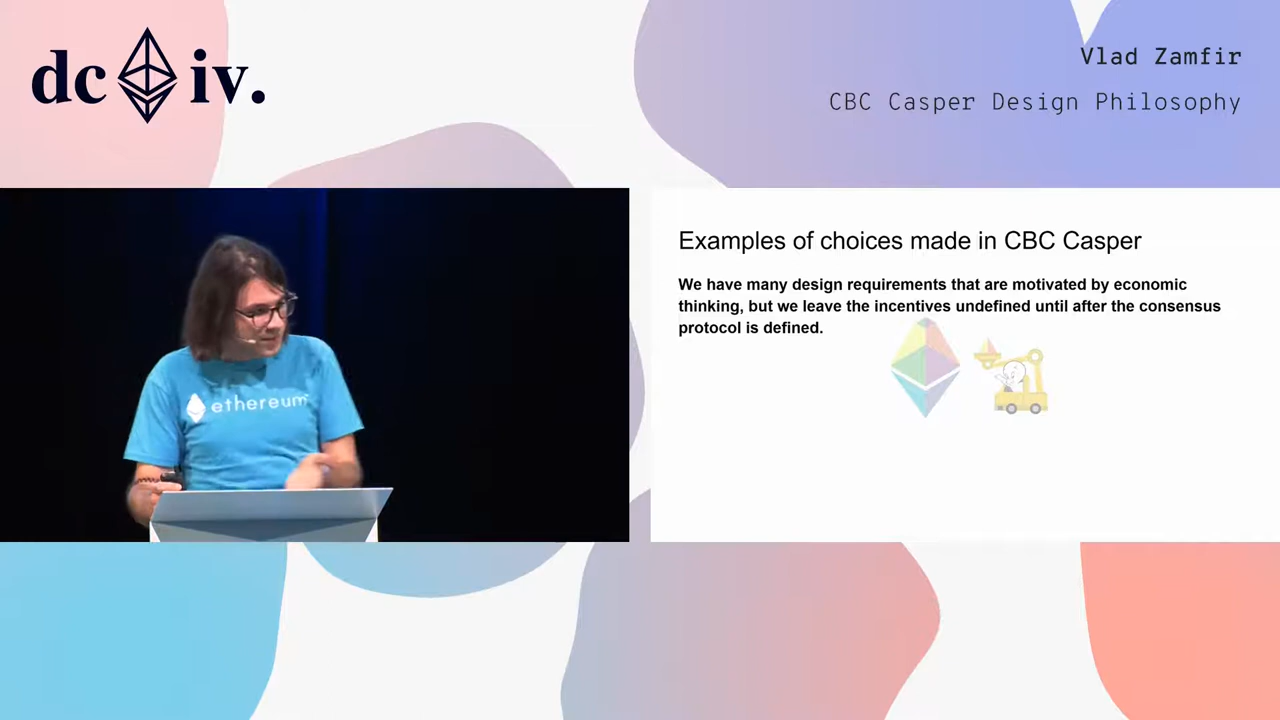 dc iv.
Vlad Zamfir
CBC Casper Design Philosophy
ethereum
Examples of choices made in CBC Casper
We have many design requirements that are motivated by economic
thinking, but we leave the incentives undefined until after the consensus
protocol is defined.